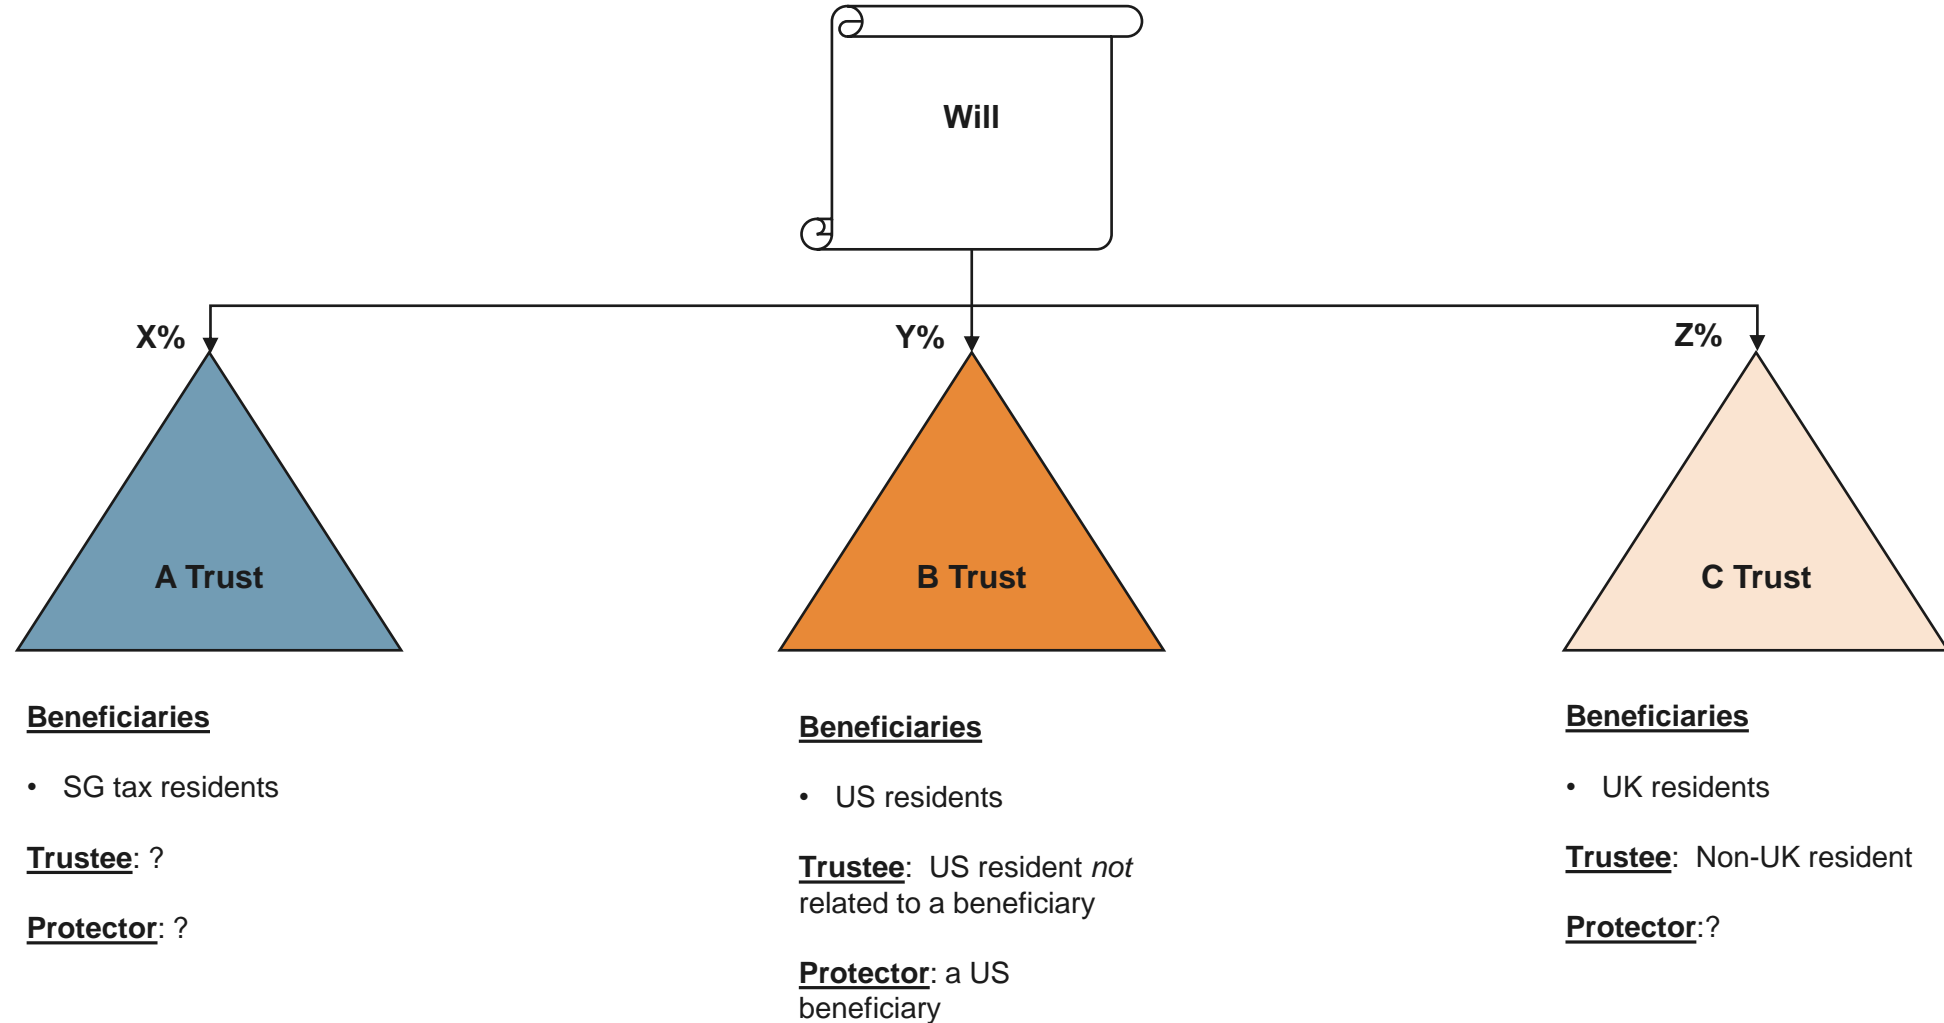 Will
X%
Y%
Z%
A Trust
B Trust
C Trust
Beneficiaries
• SG tax residents
Trustee: ?
Protector: ?
Beneficiaries
• US residents
Trustee: US resident not
related to a beneficiary
Protector: a US
beneficiary
Beneficiaries
• UK residents
Trustee: Non-UK resident
Protector:?